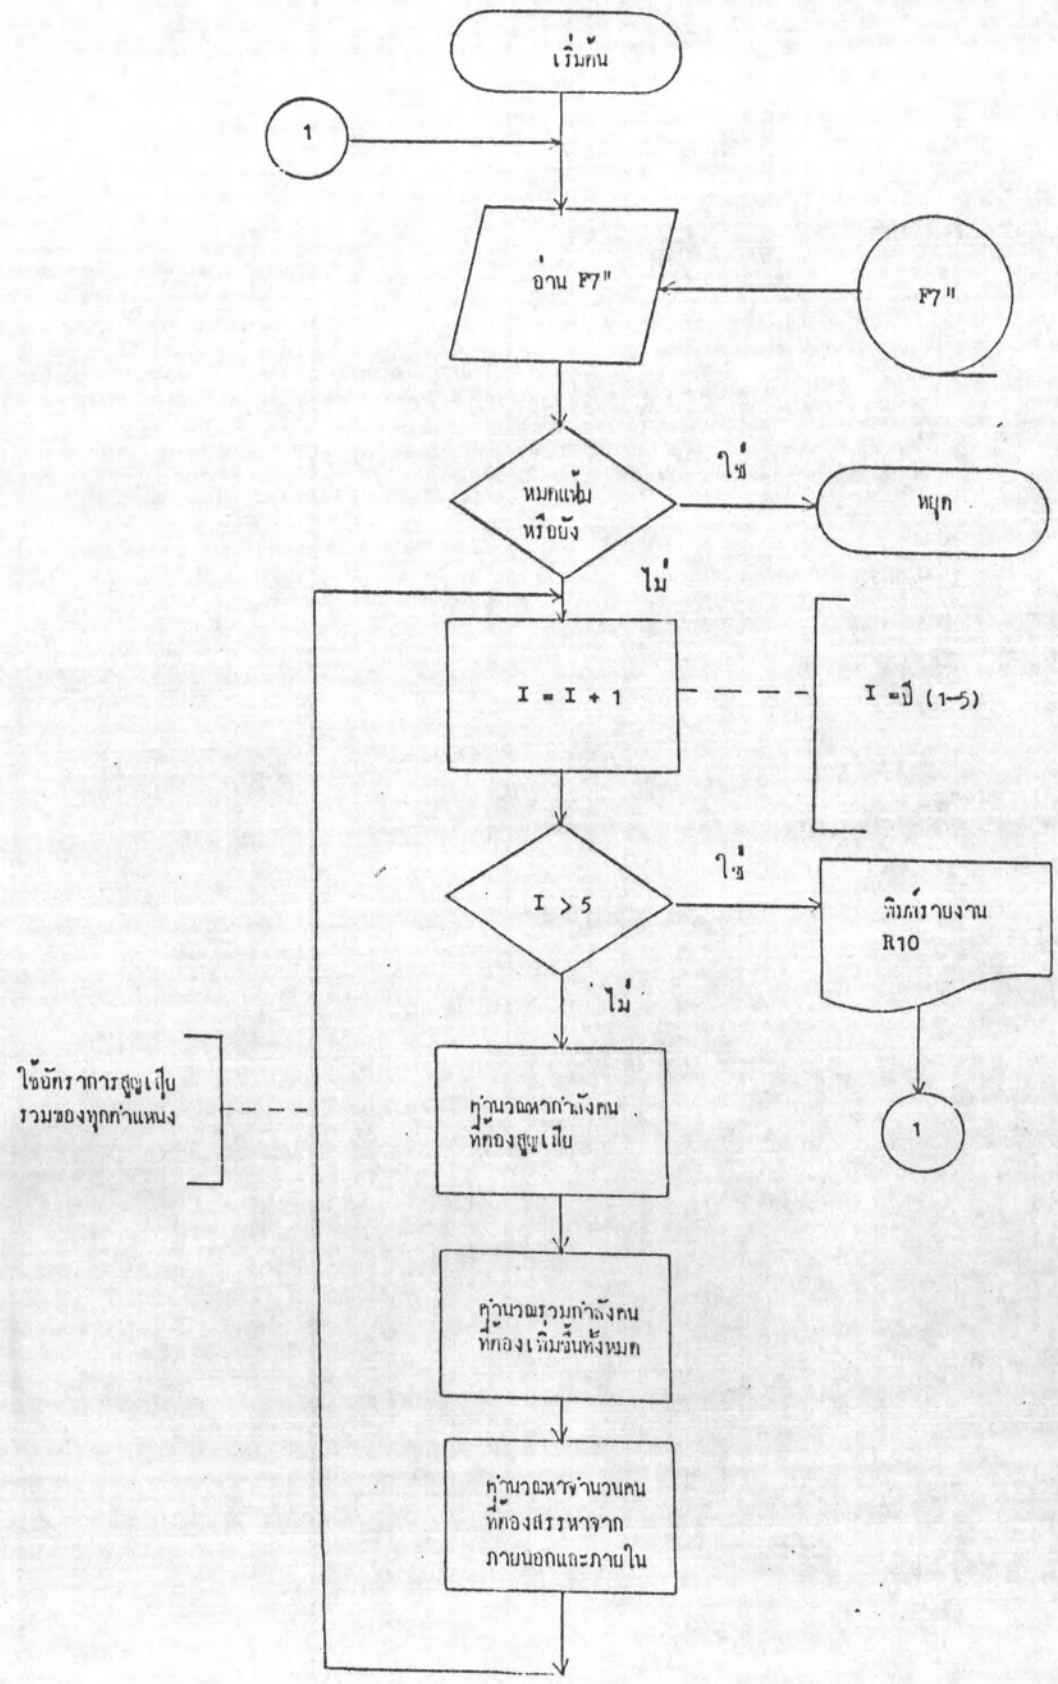 เริ่มต้น
1
อ่าน F7"
F7"
หมดแฟ้ม
หรือยัง
ใช่
หยุด
ไม่
I = I + 1
I = ปี (1-5)
I > 5
ใช่
พิมพ์รายงาน
R10
ไม่
1
ใช้อัตราการสูญเสีย
รวมของทุกตำแหน่ง
คำนวณหากำลังคน
ที่ต้องสูญเสีย
คำนวณรวมกำลังคน
ที่ต้องเพิ่มขึ้นทั้งหมด
คำนวณหาจำนวนคน
ที่ต้องสรรหาจาก
ภายนอกและภายใน